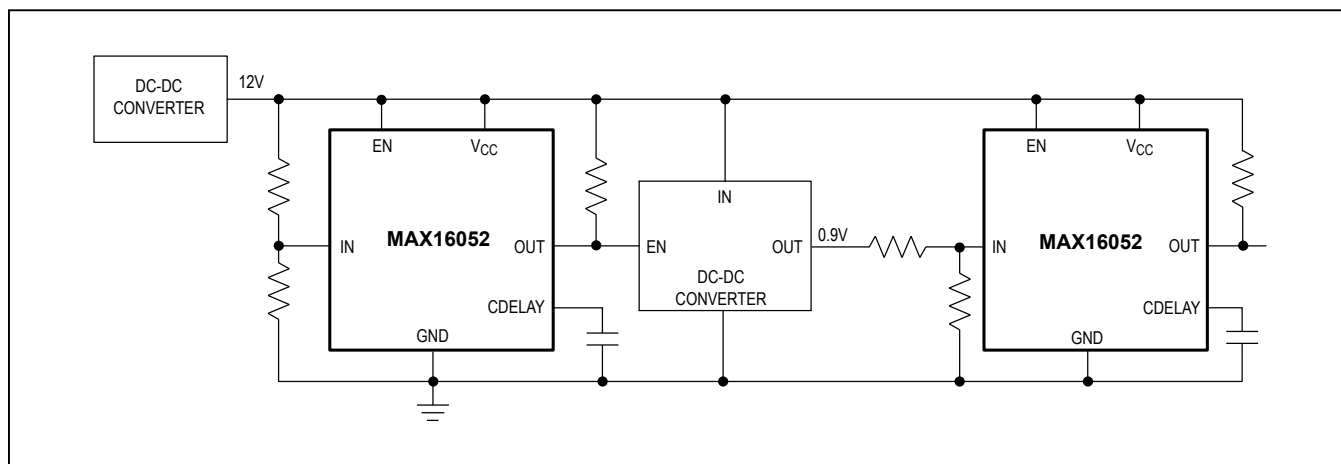 DC-DC
CONVERTER
12V
EN
VCC
IN
MAX16052
OUT
CDELAY
GND
IN
EN
OUT
DC-DC
CONVERTER
0.9V
EN
VCC
IN
MAX16052
OUT
CDELAY
GND